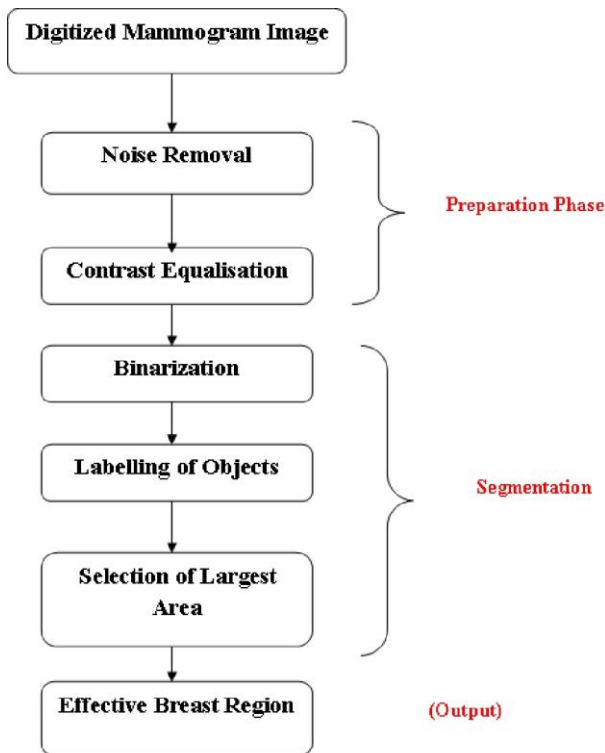 Digitized Mammogram Image
Noise Removal
Preparation Phase
Contrast Equalisation
Binarization
Labelling of Objects
Segmentation
Selection of Largest
Area
Effective Breast Region
(Output)